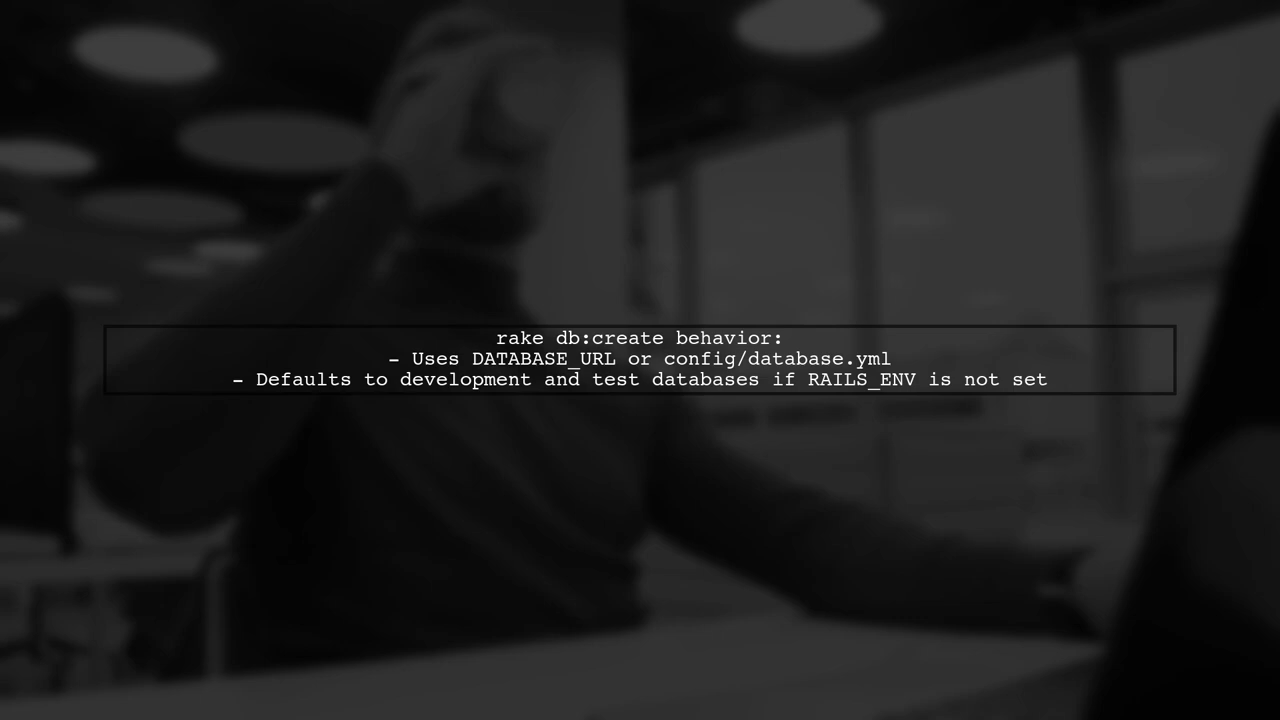 rake db:create behavior:
– Uses DATABASE_URL or config/database.yml
– Defaults to development and test databases if RAILS_ENV is not set